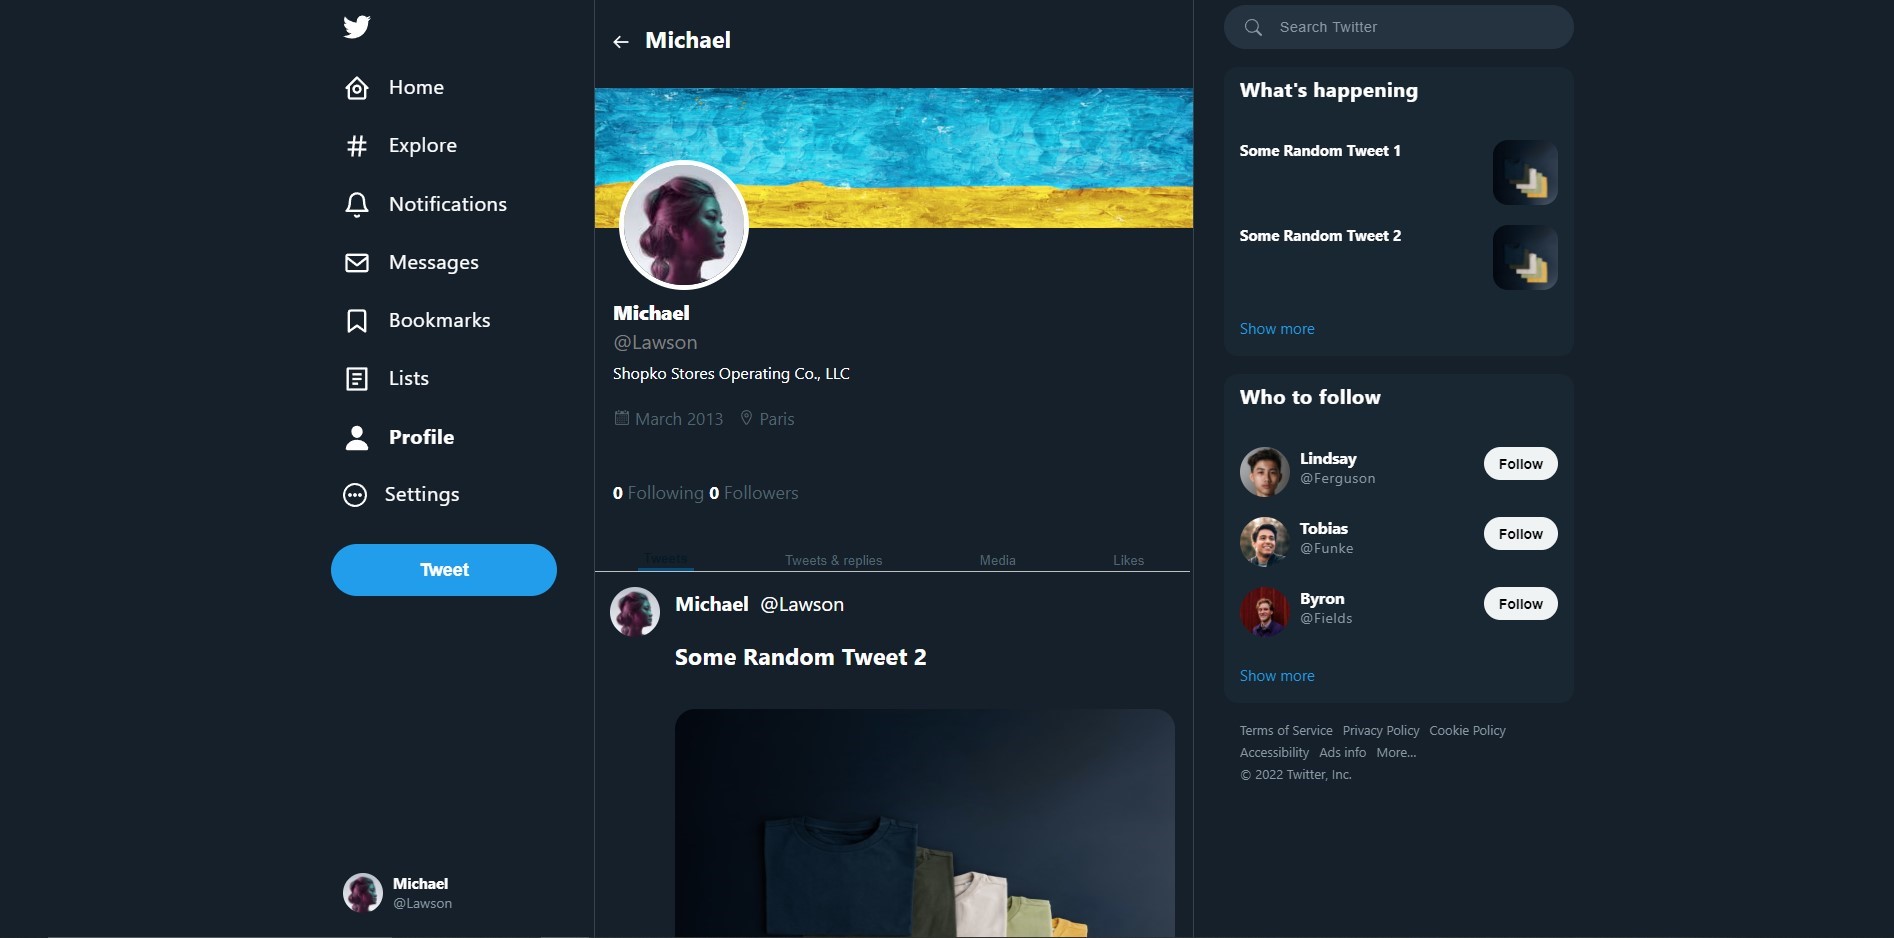 Home
Explore
Notifications
Messages
Bookmarks
Lists
Profile
Settings
Tweet
Michael
@Lawson
Michael
Michael
@Lawson
Shopko Stores Operating Co., LLC
March 2013 Paris
0 Following 0 Followers
Tweets Tweets & replies Media Likes
Michael @Lawson
Some Random Tweet 2
Search Twitter
What's happening
Some Random Tweet 1
Some Random Tweet 2
Show more
Who to follow
Lindsay
@Ferguson
Follow
Tobias
@Funke
Follow
Byron
@Fields
Follow
Show more
Terms of Service Privacy Policy Cookie Policy
Accessibility Ads info More...
© 2022 Twitter, Inc.